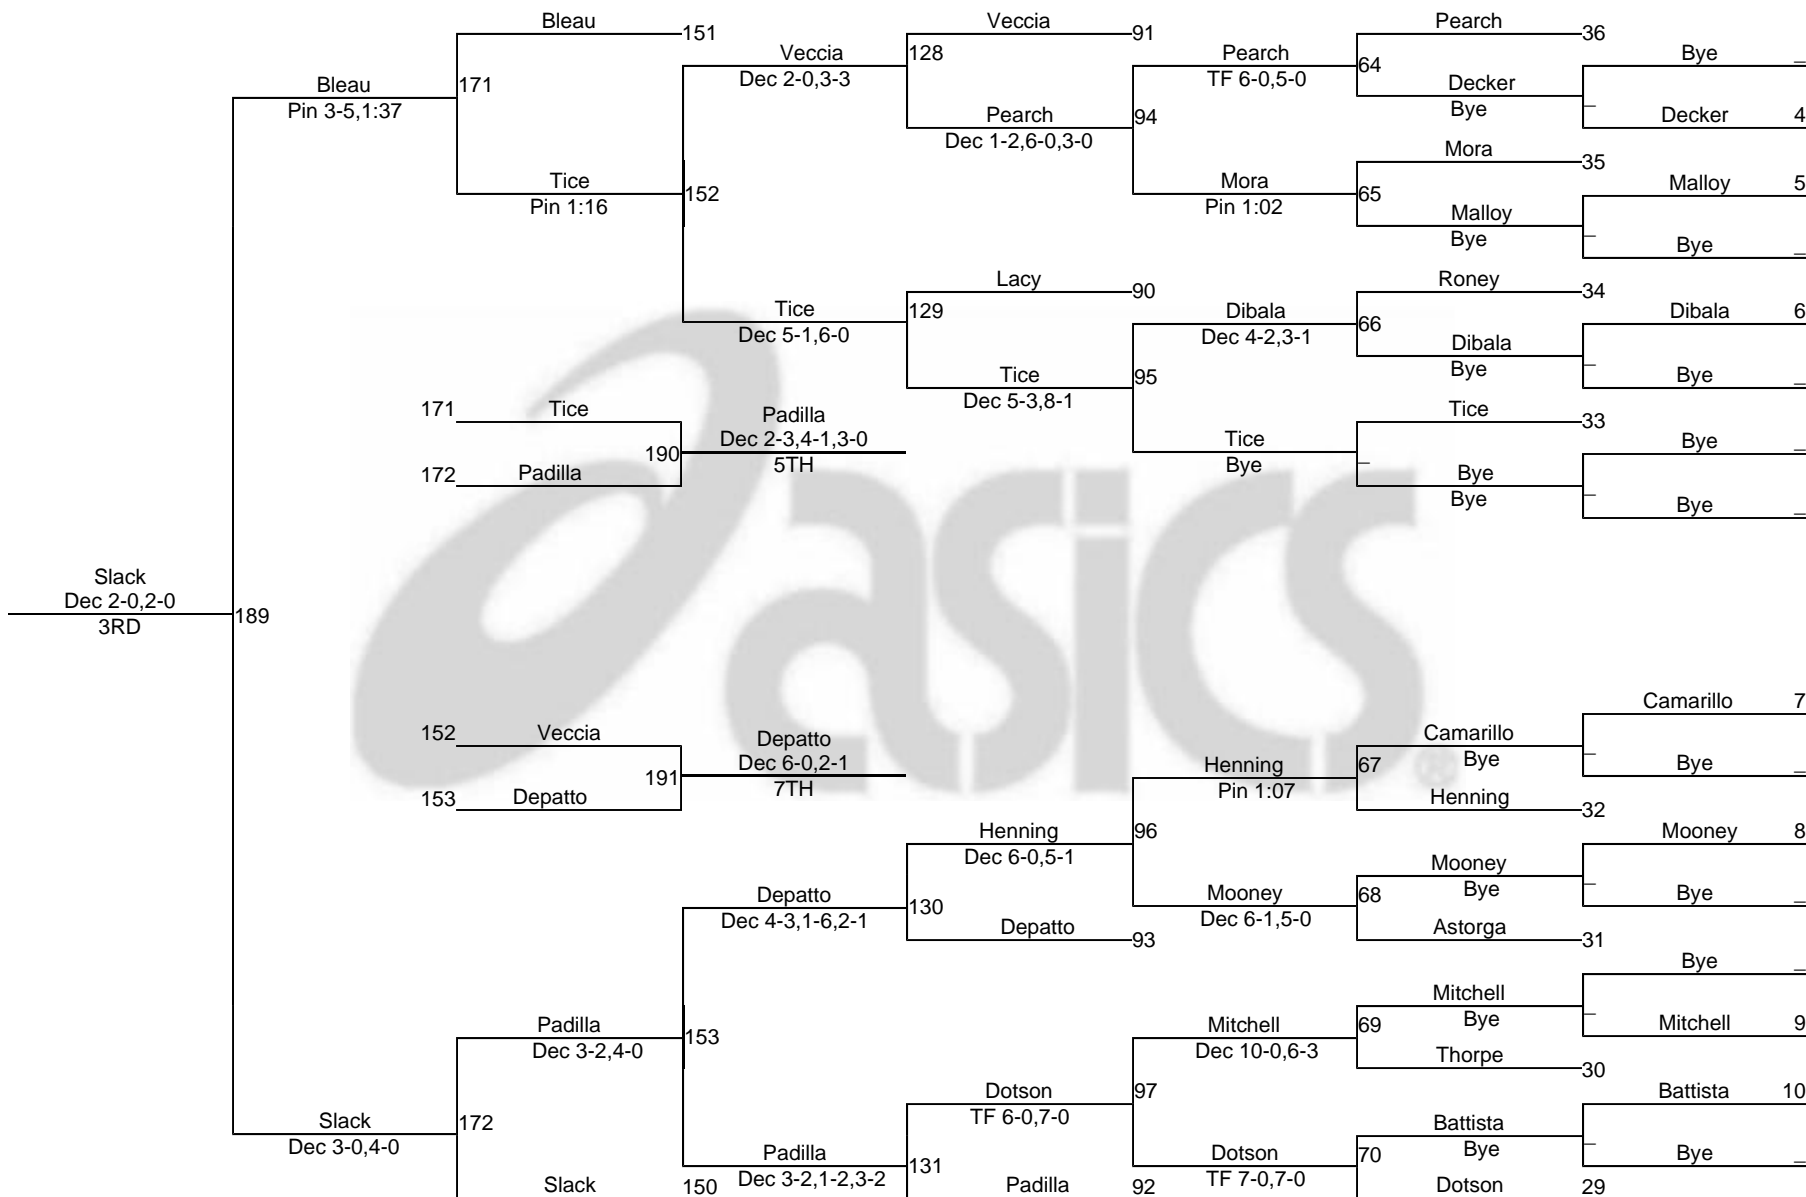 Bleau
151
Veccia
91
Pearch
36
Veccia
128
Pearch
64
Bye
_
Dec 2-0,3-3
TF 6-0,5-0
Decker
Bleau
171
Bye
_
Pin 3-5,1:37
Pearch
94
Decker
4
Dec 1-2,6-0,3-0
Mora
35
Tice
152
Mora
65
Malloy
5
Pin 1:16
Pin 1:02
Malloy
Bye
_
Bye
_
Lacy
90
Roney
34
Tice
129
Dibala
66
Dibala
6
Dec 5-1,6-0
Dec 4-2,3-1
Dibala
Bye
_
Tice
95
Bye
_
Dec 5-3,8-1
171
Tice
Padilla
Tice
33
190
Dec 2-3,4-1,3-0
Tice
_
Bye
_
172
Padilla
5TH
Bye
Bye
Bye
_
Bye
_
asics
®
Slack
Dec 2-0,2-0
189
3RD
Camarillo
7
152
Veccia
Depatto
Camarillo
_
191
Dec 6-0,2-1
Henning
67
Bye
Bye
_
153
Depatto
7TH
Pin 1:07
Henning
32
Henning
96
Mooney
8
Dec 6-0,5-1
Mooney
_
Depatto
130
Mooney
68
Bye
Bye
_
Dec 4-3,1-6,2-1
Dec 6-1,5-0
Depatto
93
Astorga
31
Bye
_
Mitchell
_
Padilla
153
Mitchell
69
Bye
Mitchell
9
Dec 3-2,4-0
Dec 10-0,6-3
Thorpe
30
Dotson
97
Battista
10
Slack
172
TF 6-0,7-0
Battista
_
Dec 3-0,4-0
Padilla
131
Dotson
70
Bye
Bye
_
Slack
150
Dec 3-2,1-2,3-2
Padilla
92
TF 7-0,7-0
Dotson
29